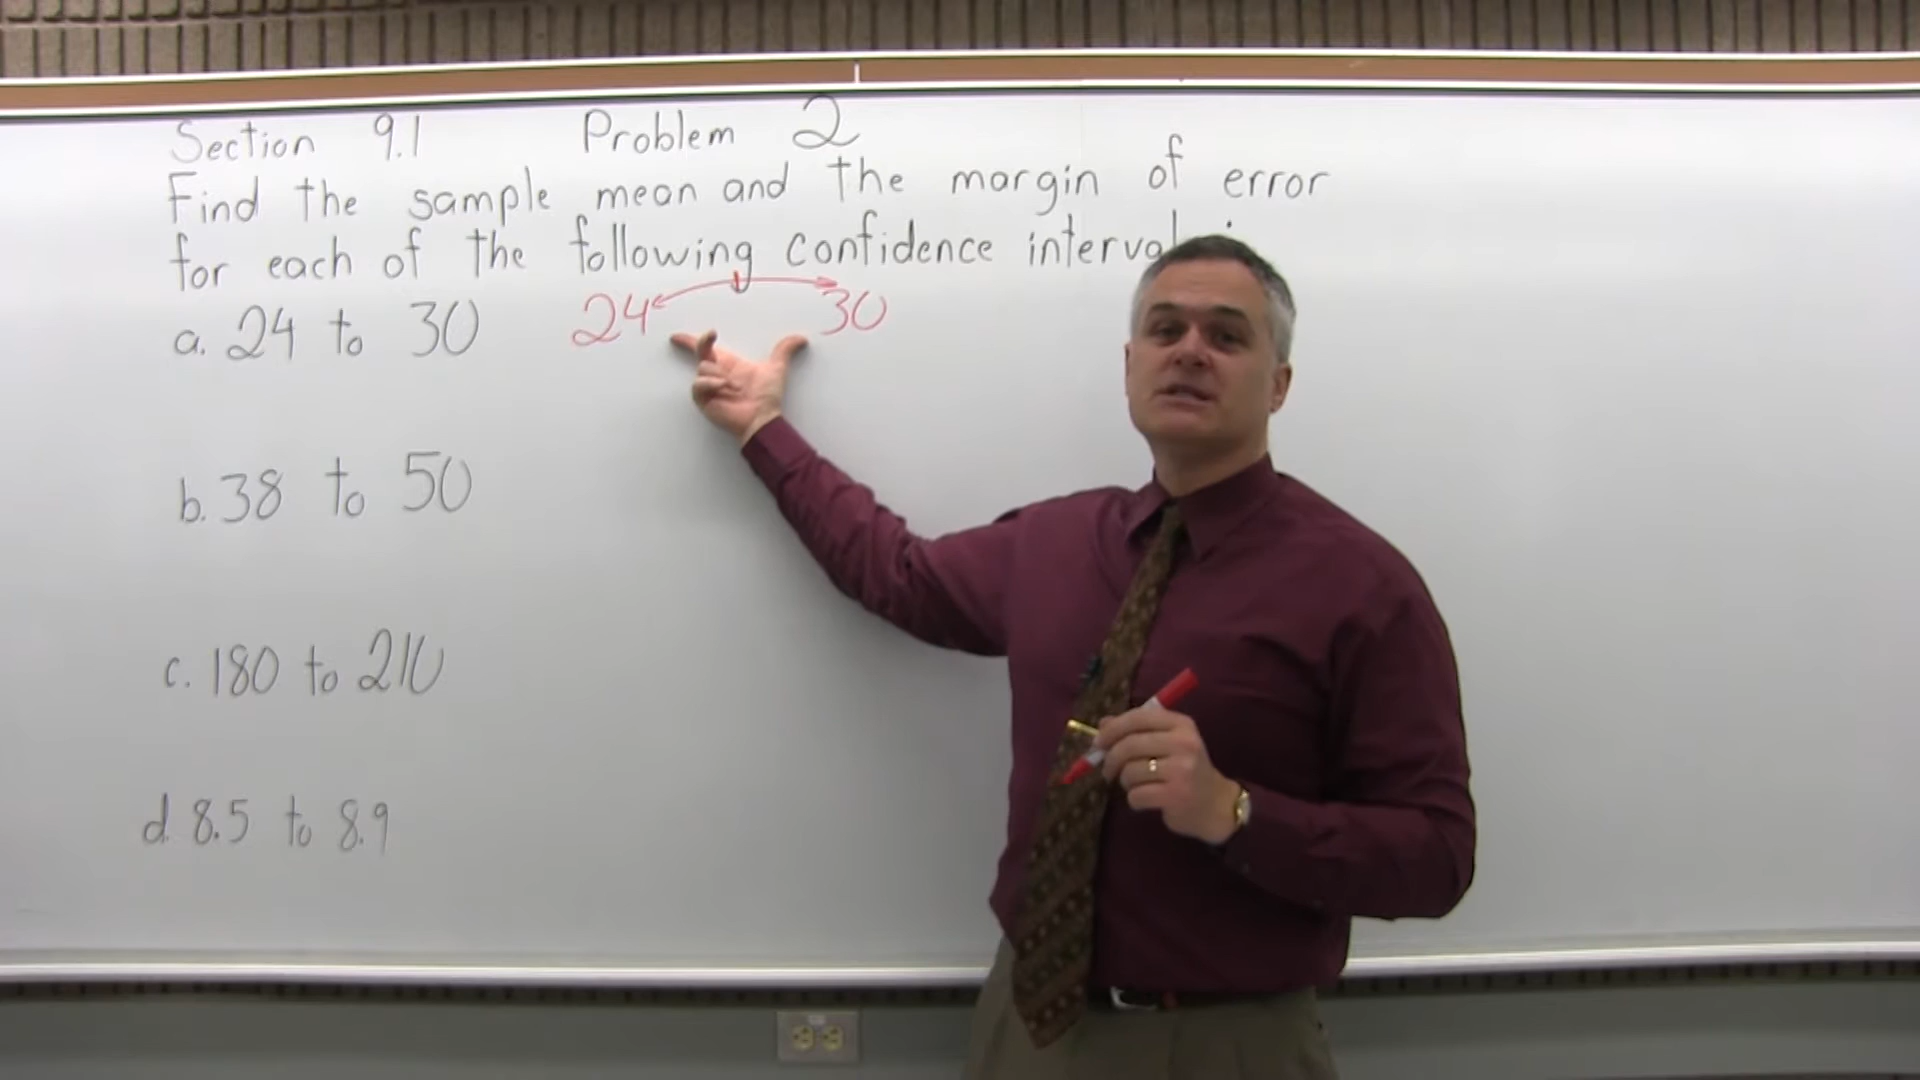 Section 9.1 Problem 2
Find the sample mean and the margin of error
for each of the following confidence interval
a. 24 to 30 24 30
b. 38 to 50
c. 180 to 210
d. 8.5 to 8.9